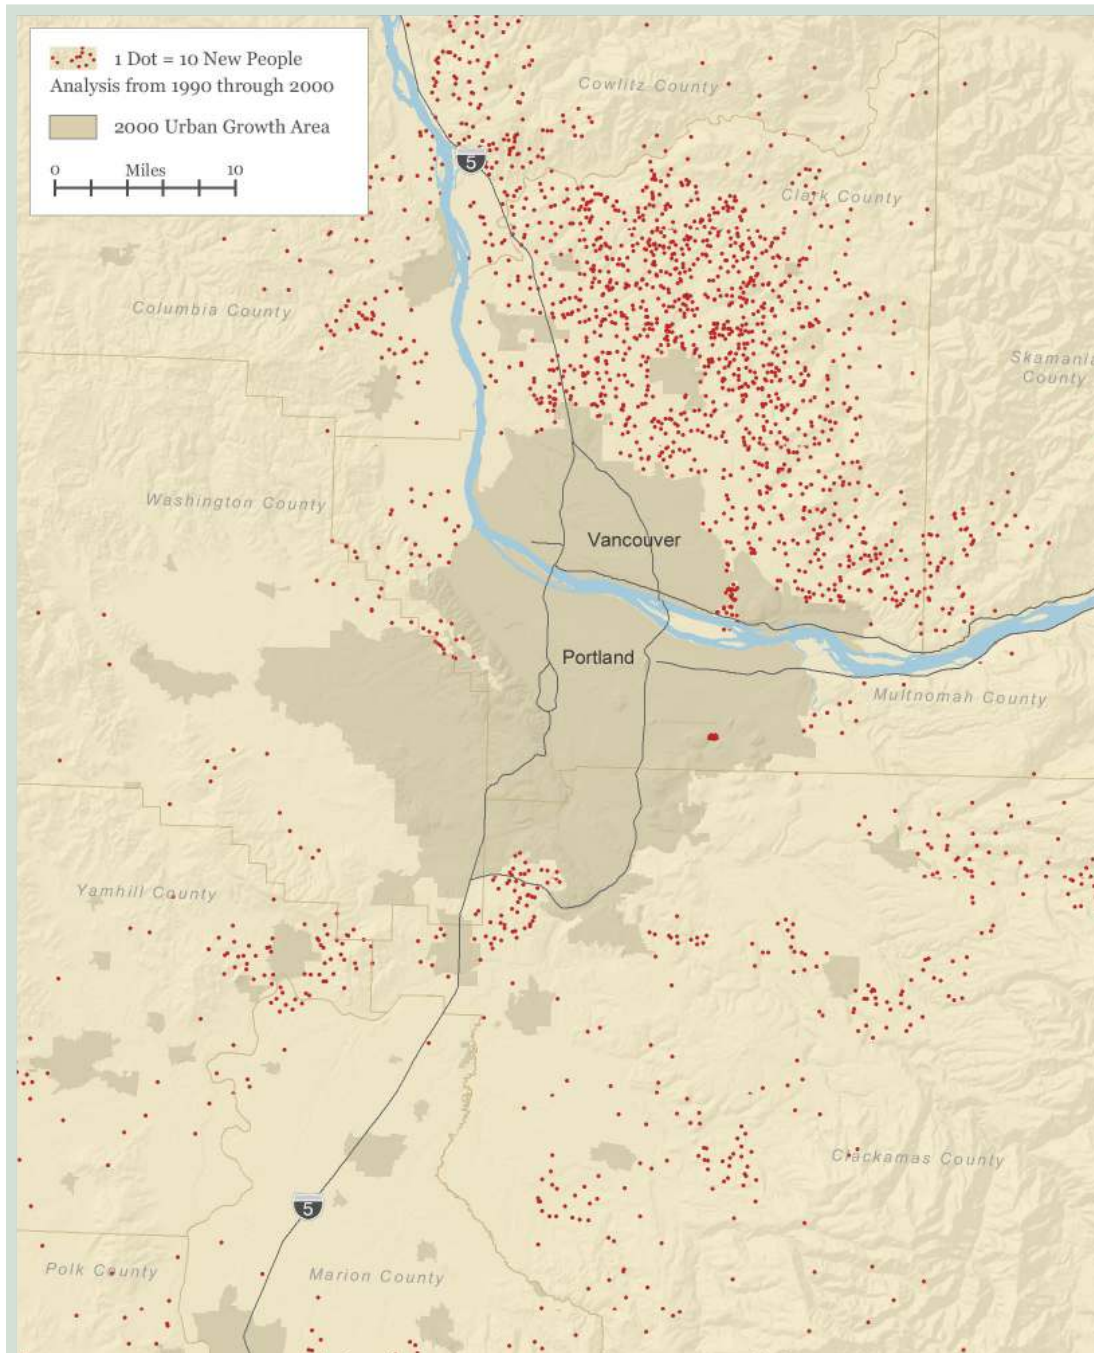 1 Dot = 10 New People
Analysis from 1990 through 2000
2000 Urban Growth Area
0 Miles 10
Cowlitz County
5
Clark County
Columbia County
Skamania
County
Washington County
Vancouver
Portland
Multnomah County
Yamhill County
Clackamas County
5
Polk County
Marion County